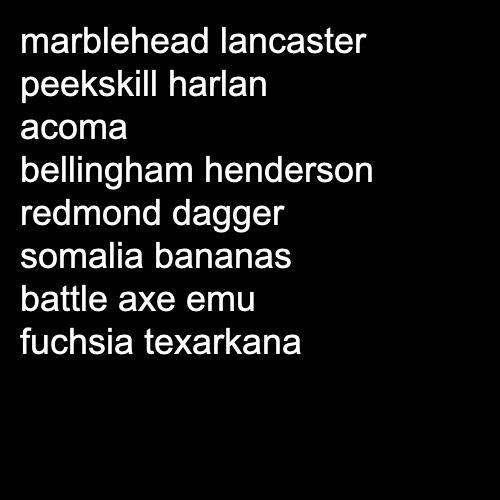 marblehead lancaster
peekskill harlan
acoma
bellingham henderson
redmond dagger
somalia bananas
battle axe emu
fuchsia texarkana